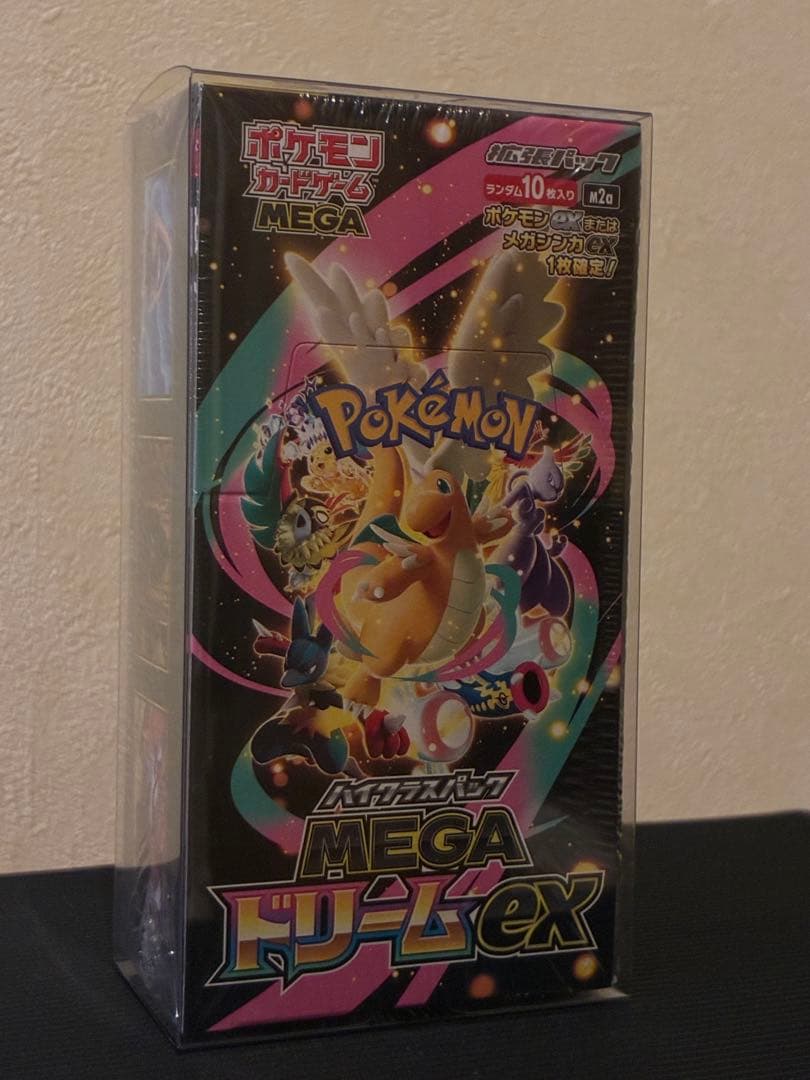 ポケモン
カードゲーム
MEGA
拡張パック
ランダム10枚入り M2a
ポケモンexまたは
メガシンカex
1枚確定!
POKéMON
ハイクラスパック
MEGA
ドリームex